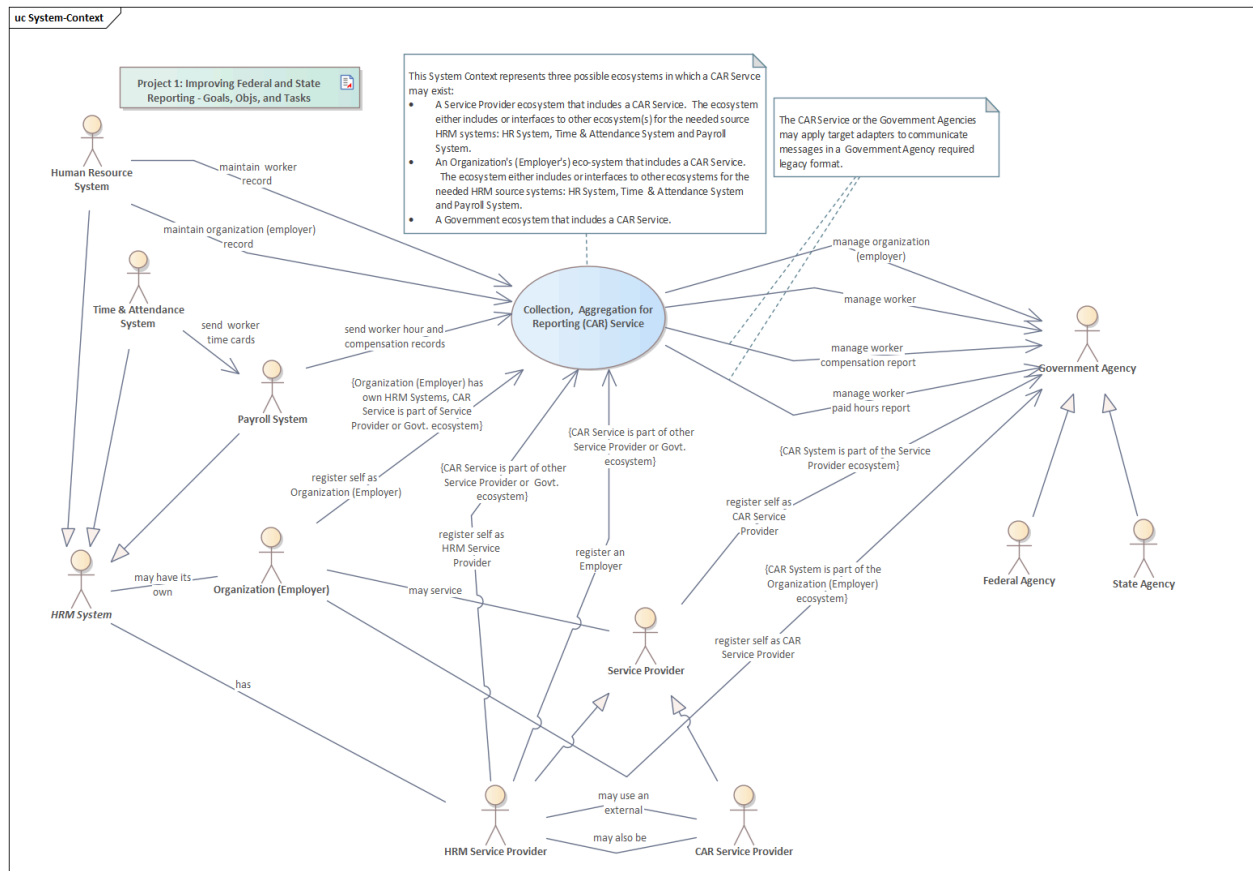 uc System-Context
Project 1: Improving Federal and State
Reporting - Goals, Objs, and Tasks
This System Context represents three possible ecosystems in which a CAR Servce
may exist:
• A Service Provider ecosystem that includes a CAR Service. The ecosystem
either includes or interfaces to other ecosystem(s) for the needed source
HRM systems: HR System, Time & Attendance System and Payroll
System.
• An Organization's (Employer's) eco-system that includes a CAR Service.
The ecosystem either includes or interfaces to other ecosystems for the
needed HRM source systems: HR System, Time & Attendance System
and Payroll System.
• A Government ecosystem that includes a CAR Service.
The CAR Service or the Government Agencies
may apply target adapters to communicate
messages in a Government Agency required
legacy format.
Human Resource
System
maintain worker
record
maintain organization (employer)
record
manage organization
(employer)
Time & Attendance
System
Collection, Aggregation for
Reporting (CAR) Service
manage worker
send worker
time cards
send worker hour and
compensation records
manage worker
compensation report
Government Agency
Payroll System
{Organization (Employer) has
own HRM Systems, CAR
Service is part of Service
Provider or Govt. ecosystem}
manage worker
paid hours report
{CAR Service is part of other
Service Provider or Govt.
ecosystem}
{CAR System is part of the Service
Provider ecosystem}
{CAR Service is part of other
Service Provider or Govt.
ecosystem}
register self as
Organization (Employer)
register self as
CAR Service
Provider
register self as
HRM Service
Provider
register an
Employer
{CAR System is part of the
Organization (Employer)
ecosystem}
Federal Agency
State Agency
may have its
own
Organization (Employer)
may service
HRM System
register self as CAR
Service Provider
Service Provider
has
may use an
external
may also be
HRM Service Provider
CAR Service Provider